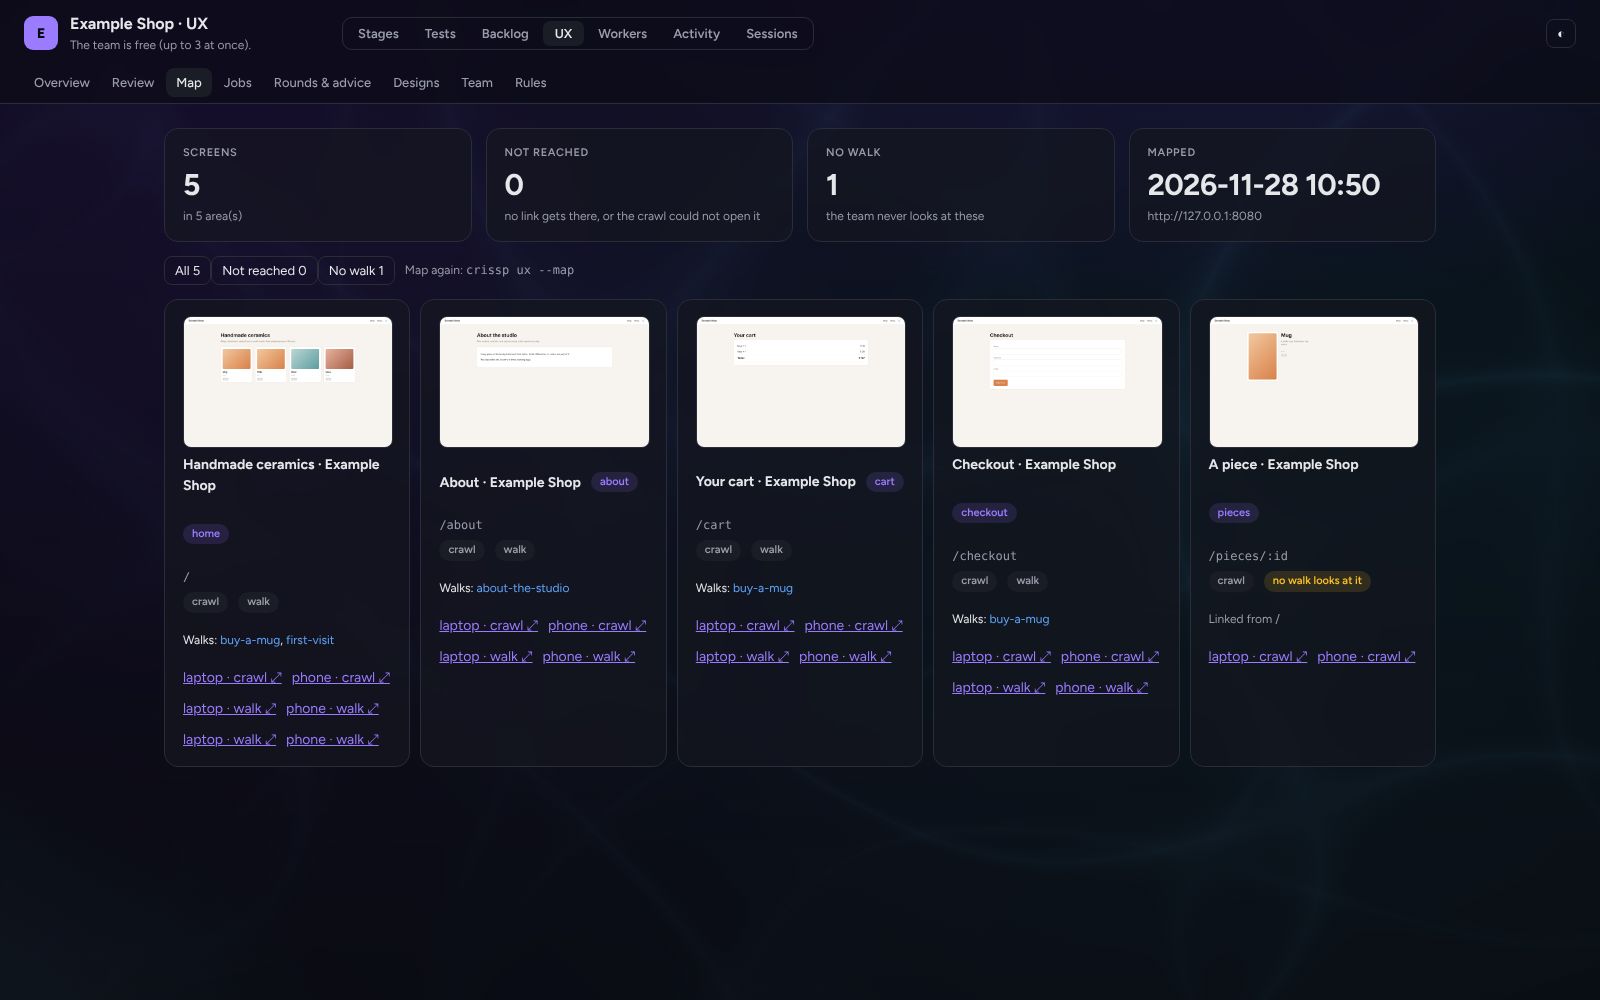 E
Example Shop · UX
The team is free (up to 3 at once).
Stages Tests Backlog UX Workers Activity Sessions
Overview Review Map Jobs Rounds & advice Designs Team Rules
SCREENS
5
in 5 area(s)
NOT REACHED
0
no link gets there, or the crawl could not open it
NO WALK
1
the team never looks at these
MAPPED
2026-11-28 10:50
http://127.0.0.1:8080
All 5 Not reached 0 No walk 1 Map again: crissp ux --map
Handmade ceramics
Handmade ceramics · Example
Shop
home
/
crawl walk
Walks: buy-a-mug, first-visit
laptop · crawl ⤢ phone · crawl ⤢
laptop · walk ⤢ phone · walk ⤢
laptop · walk ⤢ phone · walk ⤢
About the studio
About · Example Shop about
/about
crawl walk
Walks: about-the-studio
laptop · crawl ⤢ phone · crawl ⤢
laptop · walk ⤢ phone · walk ⤢
Your cart
Your cart · Example Shop cart
/cart
crawl walk
Walks: buy-a-mug
laptop · crawl ⤢ phone · crawl ⤢
laptop · walk ⤢ phone · walk ⤢
Checkout
Checkout · Example Shop
checkout
/checkout
crawl walk
Walks: buy-a-mug
laptop · crawl ⤢ phone · crawl ⤢
laptop · walk ⤢ phone · walk ⤢
Mug
A piece · Example Shop
pieces
/pieces/:id
crawl no walk looks at it
Linked from /
laptop · crawl ⤢ phone · crawl ⤢